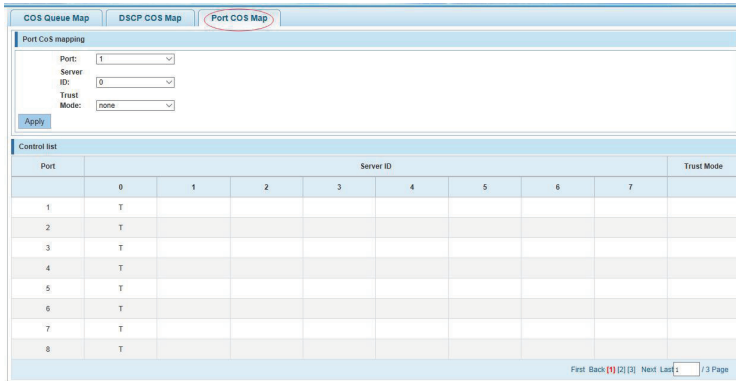 COS Queue Map DSCP COS Map Port COS Map
Port CoS mapping
Port: 1
Server
ID: 0
Trust
Mode: none
Apply
Control list
Port Server ID Trust Mode
0 1 2 3 4 5 6 7
1 T
2 T
3 T
4 T
5 T
6 T
7 T
8 T
First Back [1] [2] [3] Next Last 1 / 3 Page